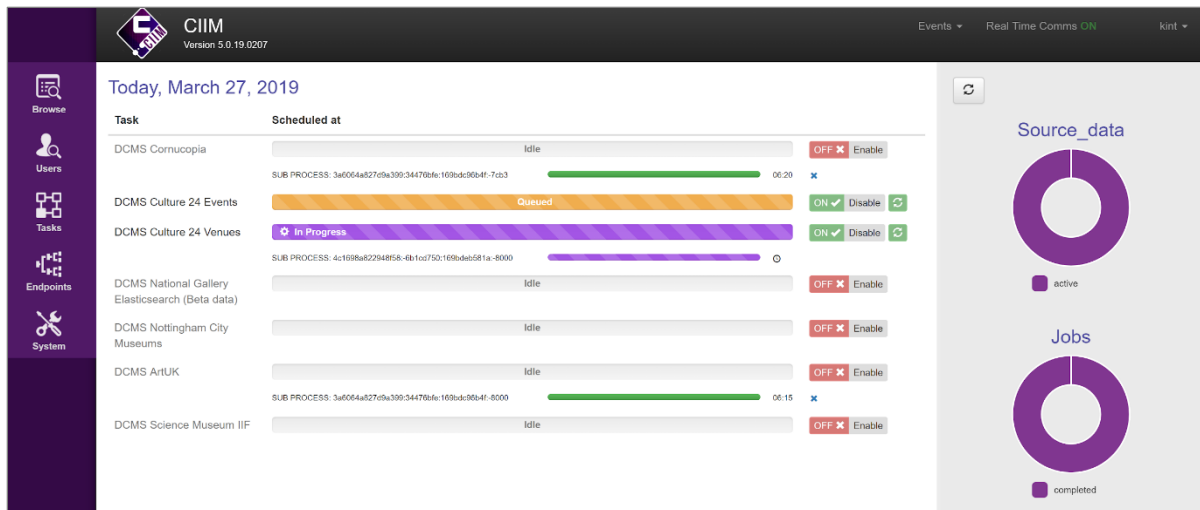 CIIM
CIIM
Version 5.0.19.0207
Events
Real Time Comms ON
kint
Browse
Users
Tasks
Endpoints
System
Today, March 27, 2019
Task Scheduled at
DCMS Cornucopia Idle OFF Enable
SUB PROCESS: 3a6064a827d9a399:34476bfe:169bdc96b4f:-7cb3 06:20
DCMS Culture 24 Events Queued ON Disable
DCMS Culture 24 Venues In Progress ON Disable
SUB PROCESS: 4c1698a822948f58:-6b1cd750:169bdeb581a:-8000
DCMS National Gallery Idle OFF Enable
Elasticsearch (Beta data)
DCMS Nottingham City Idle OFF Enable
Museums
DCMS ArtUK Idle OFF Enable
SUB PROCESS: 3a6064a827d9a399:34476bfe:169bdc96b4f:-8000 06:15
DCMS Science Museum IIF Idle OFF Enable
Source_data
active
Jobs
completed